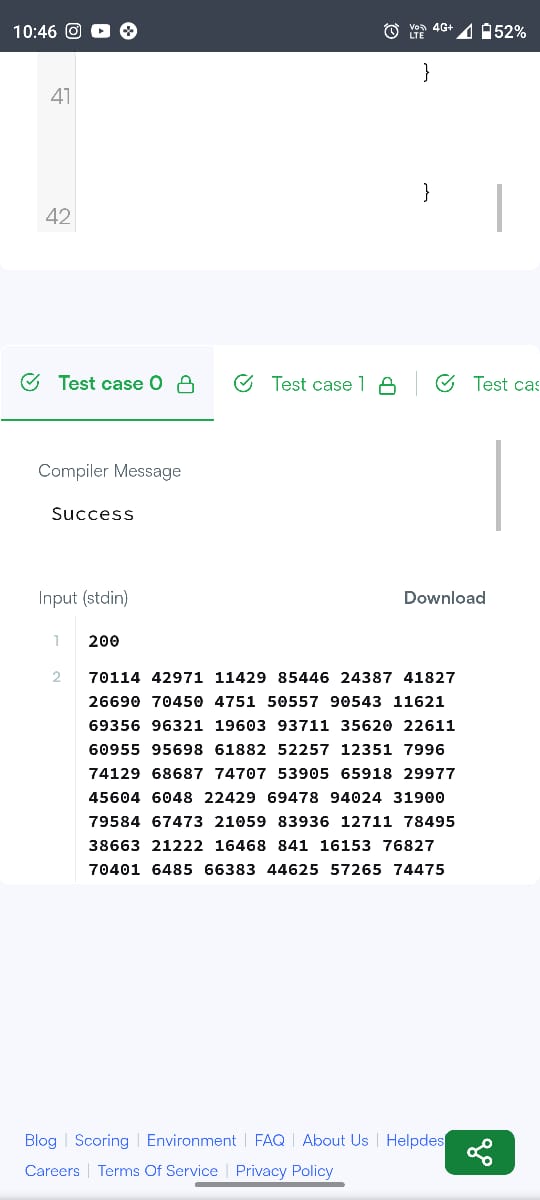 10:46 Vo)) LTE 4G+ 52%
}
41
}
42
Test case 0 Test case 1 Test cas
Compiler Message
Success
Input (stdin) Download
1 200
2 70114 42971 11429 85446 24387 41827
26690 70450 4751 50557 90543 11621
69356 96321 19603 93711 35620 22611
60955 95698 61882 52257 12351 7996
74129 68687 74707 53905 65918 29977
45604 6048 22429 69478 94024 31900
79584 67473 21059 83936 12711 78495
38663 21222 16468 841 16153 76827
70401 6485 66383 44625 57265 74475
Blog | Scoring | Environment | FAQ | About Us | Helpdes
Careers | Terms Of Service | Privacy Policy